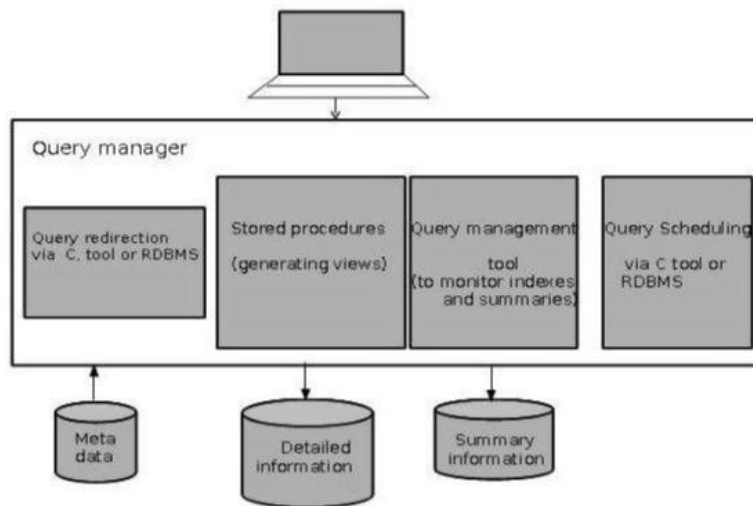 Query manager
Query redirection
via C, tool or RDBMS
Stored procedures
(generating views)
Query management
tool
(to monitor indexes
and summaries)
Query Scheduling
via C tool or
RDBMS
Meta
data
Detailed
information
Summary
information